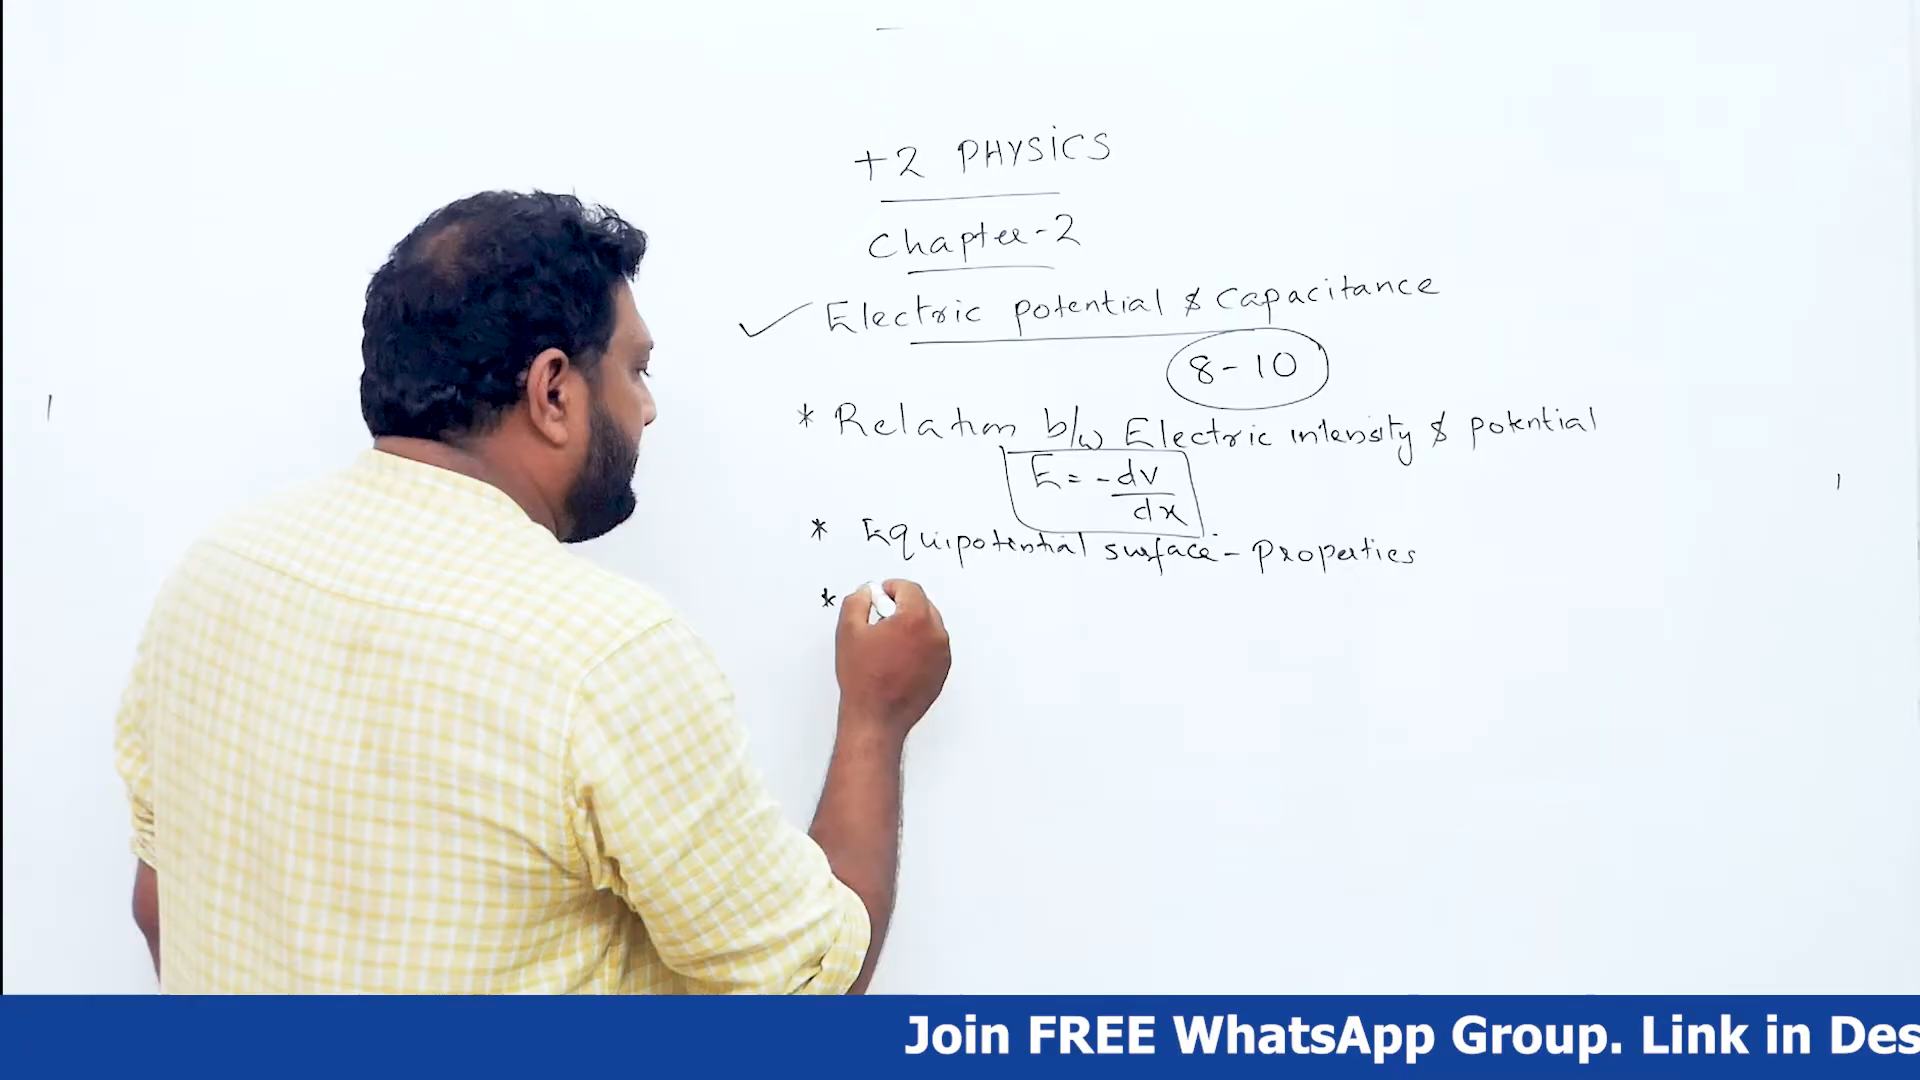 +2 PHYSICS
Chapter-2
Electric potential & Capacitance
8-10
* Relation b/w Electric intensity & potential
E = -dv/dx
* Equipotential surface - Properties
*
Join FREE WhatsApp Group. Link in Des